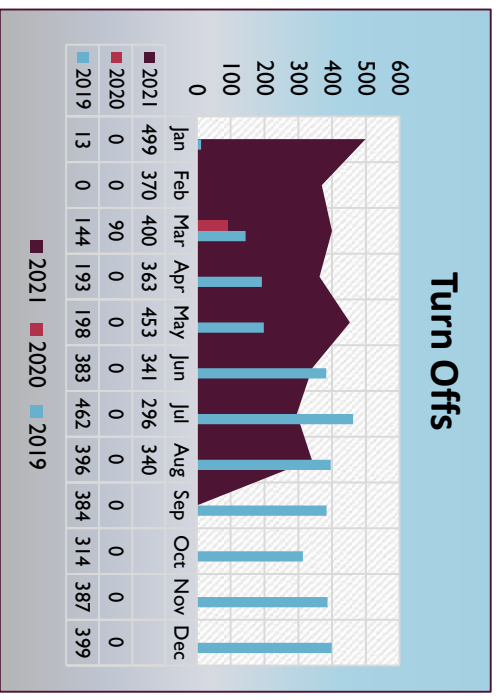 Turn Offs
600
500
400
300
200
100
0
Jan Feb Mar Apr May Jun Jul Aug Sep Oct Nov Dec
2021 499 370 400 363 453 341 296 340
2020 0 0 90 0 0 0 0 0 0 0 0 0
2019 13 0 144 193 198 383 462 396 384 314 387 399
2021 2020 2019